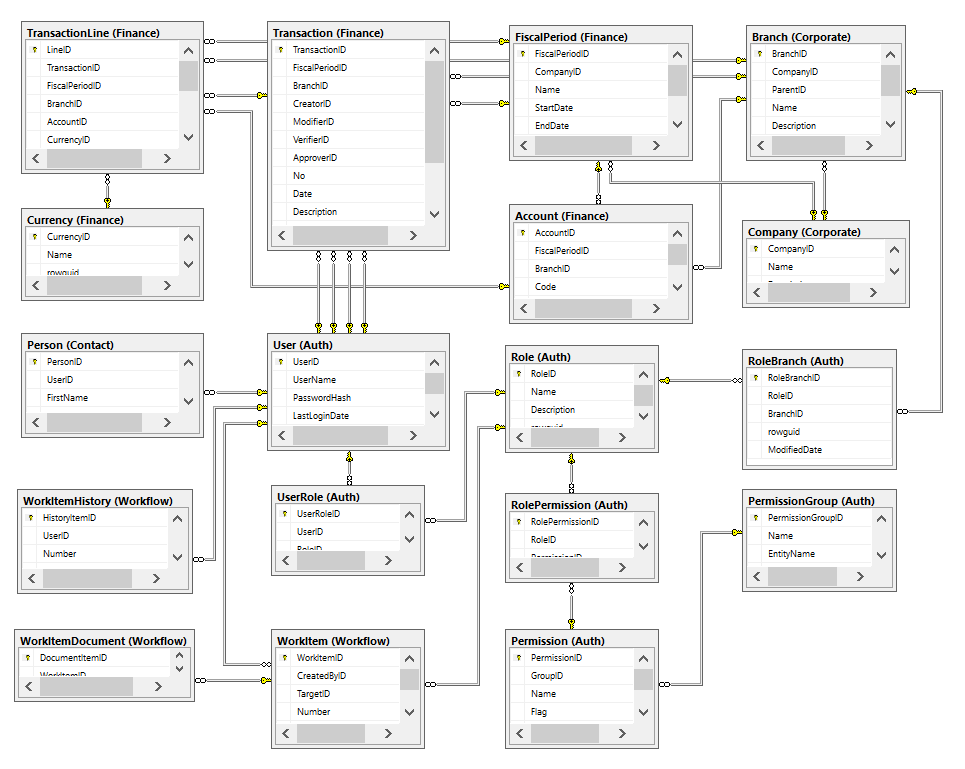 TransactionLine (Finance)
LineID
TransactionID
FiscalPeriodID
BranchID
AccountID
CurrencyID
Transaction (Finance)
TransactionID
FiscalPeriodID
BranchID
CreatorID
ModifierID
VerifierID
ApproverID
No
Date
Description
FiscalPeriod (Finance)
FiscalPeriodID
CompanyID
Name
StartDate
EndDate
Branch (Corporate)
BranchID
CompanyID
ParentID
Name
Description
Currency (Finance)
CurrencyID
Name
rowguid
Account (Finance)
AccountID
FiscalPeriodID
BranchID
Code
Company (Corporate)
CompanyID
Name
Person (Contact)
PersonID
UserID
FirstName
User (Auth)
UserID
UserName
PasswordHash
LastLoginDate
Role (Auth)
RoleID
Name
Description
rowguid
RoleBranch (Auth)
RoleBranchID
RoleID
BranchID
rowguid
ModifiedDate
WorkItemHistory (Workflow)
HistoryItemID
UserID
Number
UserRole (Auth)
UserRoleID
UserID
RoleID
RolePermission (Auth)
RolePermissionID
RoleID
PermissionID
PermissionGroup (Auth)
PermissionGroupID
Name
EntityName
WorkItemDocument (Workflow)
DocumentItemID
WorkItemID
WorkItem (Workflow)
WorkItemID
CreatedByID
TargetID
Number
Permission (Auth)
PermissionID
GroupID
Name
Flag